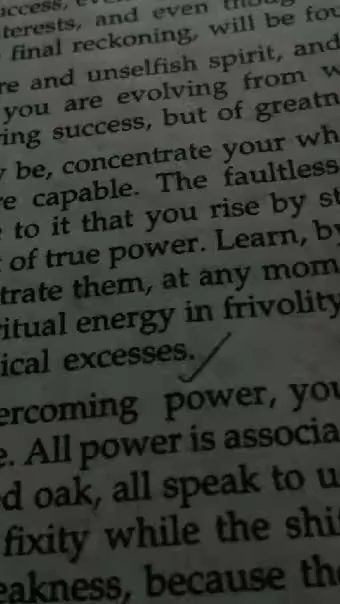 uccess,
terests, and even
final reckoning, will be fou
re and unselfish spirit, and
you are evolving from w
ing success, but of greatn
y be, concentrate your wh
e capable. The faultless
to it that you rise by st
of true power. Learn, by
trate them, at any mom
ritual energy in frivolity
ical excesses.
ercoming power, you
e. All power is associa
d oak, all speak to u
fixity while the shi
eakness, because the